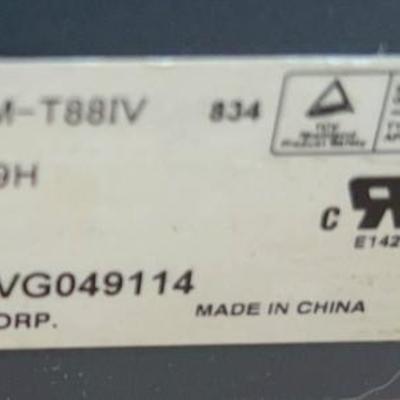 M-T88IV 834
9H
C
E142
VG049114
ORP. MADE IN CHINA